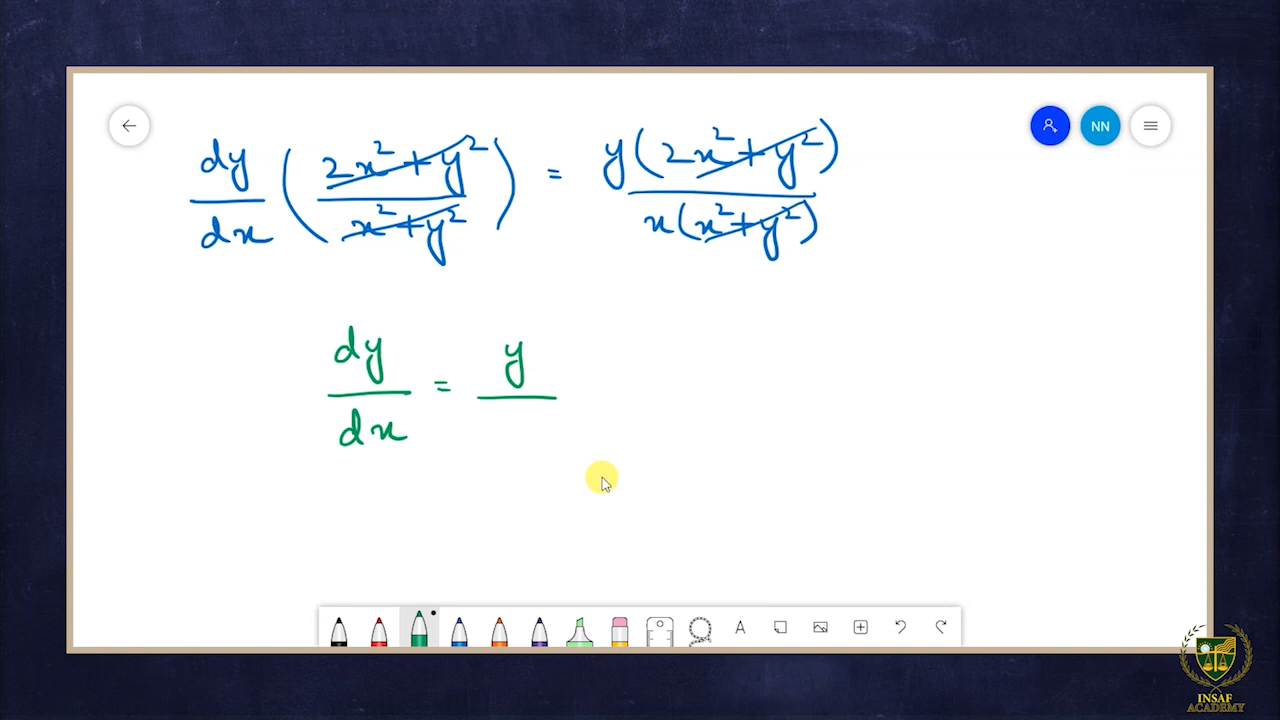 NN
dy/dx ( 2x² + y² / x² + y² ) = y(2x² + y²) / x(x² + y²)
dy/dx = y/
A
INSAF
ACADEMY